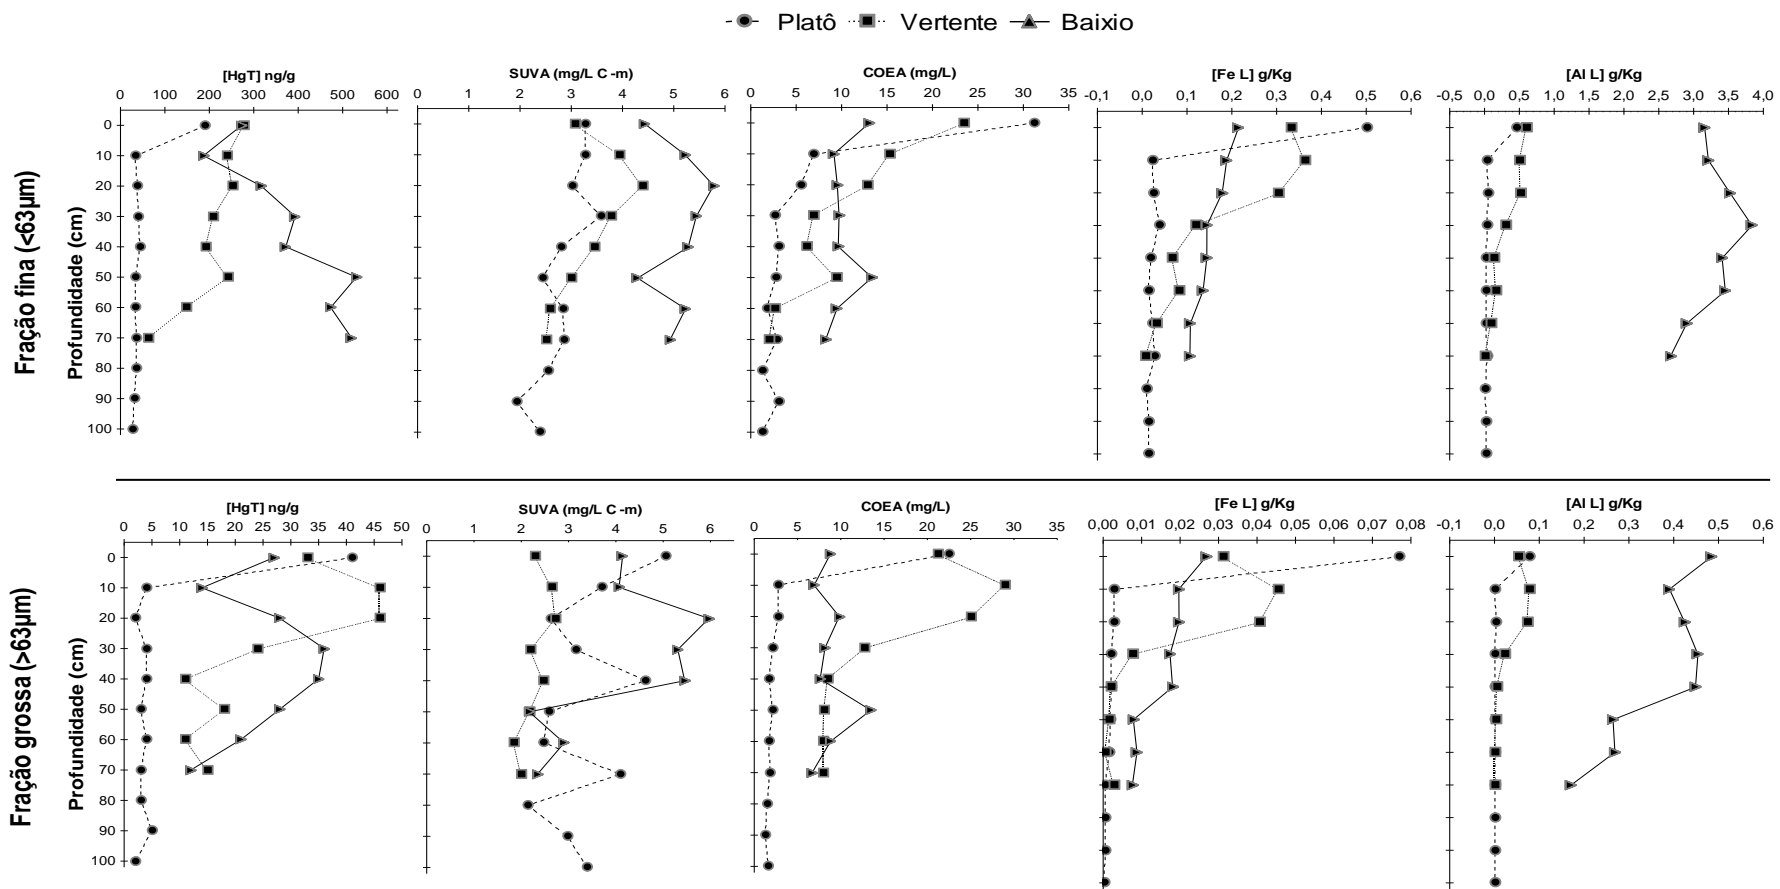 Platô Vertente Baixio
[HgT] ng/g
0 100 200 300 400 500 600
SUVA (mg/L C -m)
0 1 2 3 4 5 6
COEA (mg/L)
0 5 10 15 20 25 30 35
[Fe L] g/Kg
-0,1 0,0 0,1 0,2 0,3 0,4 0,5 0,6
[Al L] g/Kg
-0,5 0,0 0,5 1,0 1,5 2,0 2,5 3,0 3,5 4,0
Fração fina (<63µm)
Profundidade (cm)
0
10
20
30
40
50
60
70
80
90
100
[HgT] ng/g
0 5 10 15 20 25 30 35 40 45 50
SUVA (mg/L C -m)
0 1 2 3 4 5 6
COEA (mg/L)
0 5 10 15 20 25 30 35
[Fe L] g/Kg
0,00 0,01 0,02 0,03 0,04 0,05 0,06 0,07 0,08
[Al L] g/Kg
-0,1 0,0 0,1 0,2 0,3 0,4 0,5 0,6
Fração grossa (>63µm)
Profundidade (cm)
0
10
20
30
40
50
60
70
80
90
100